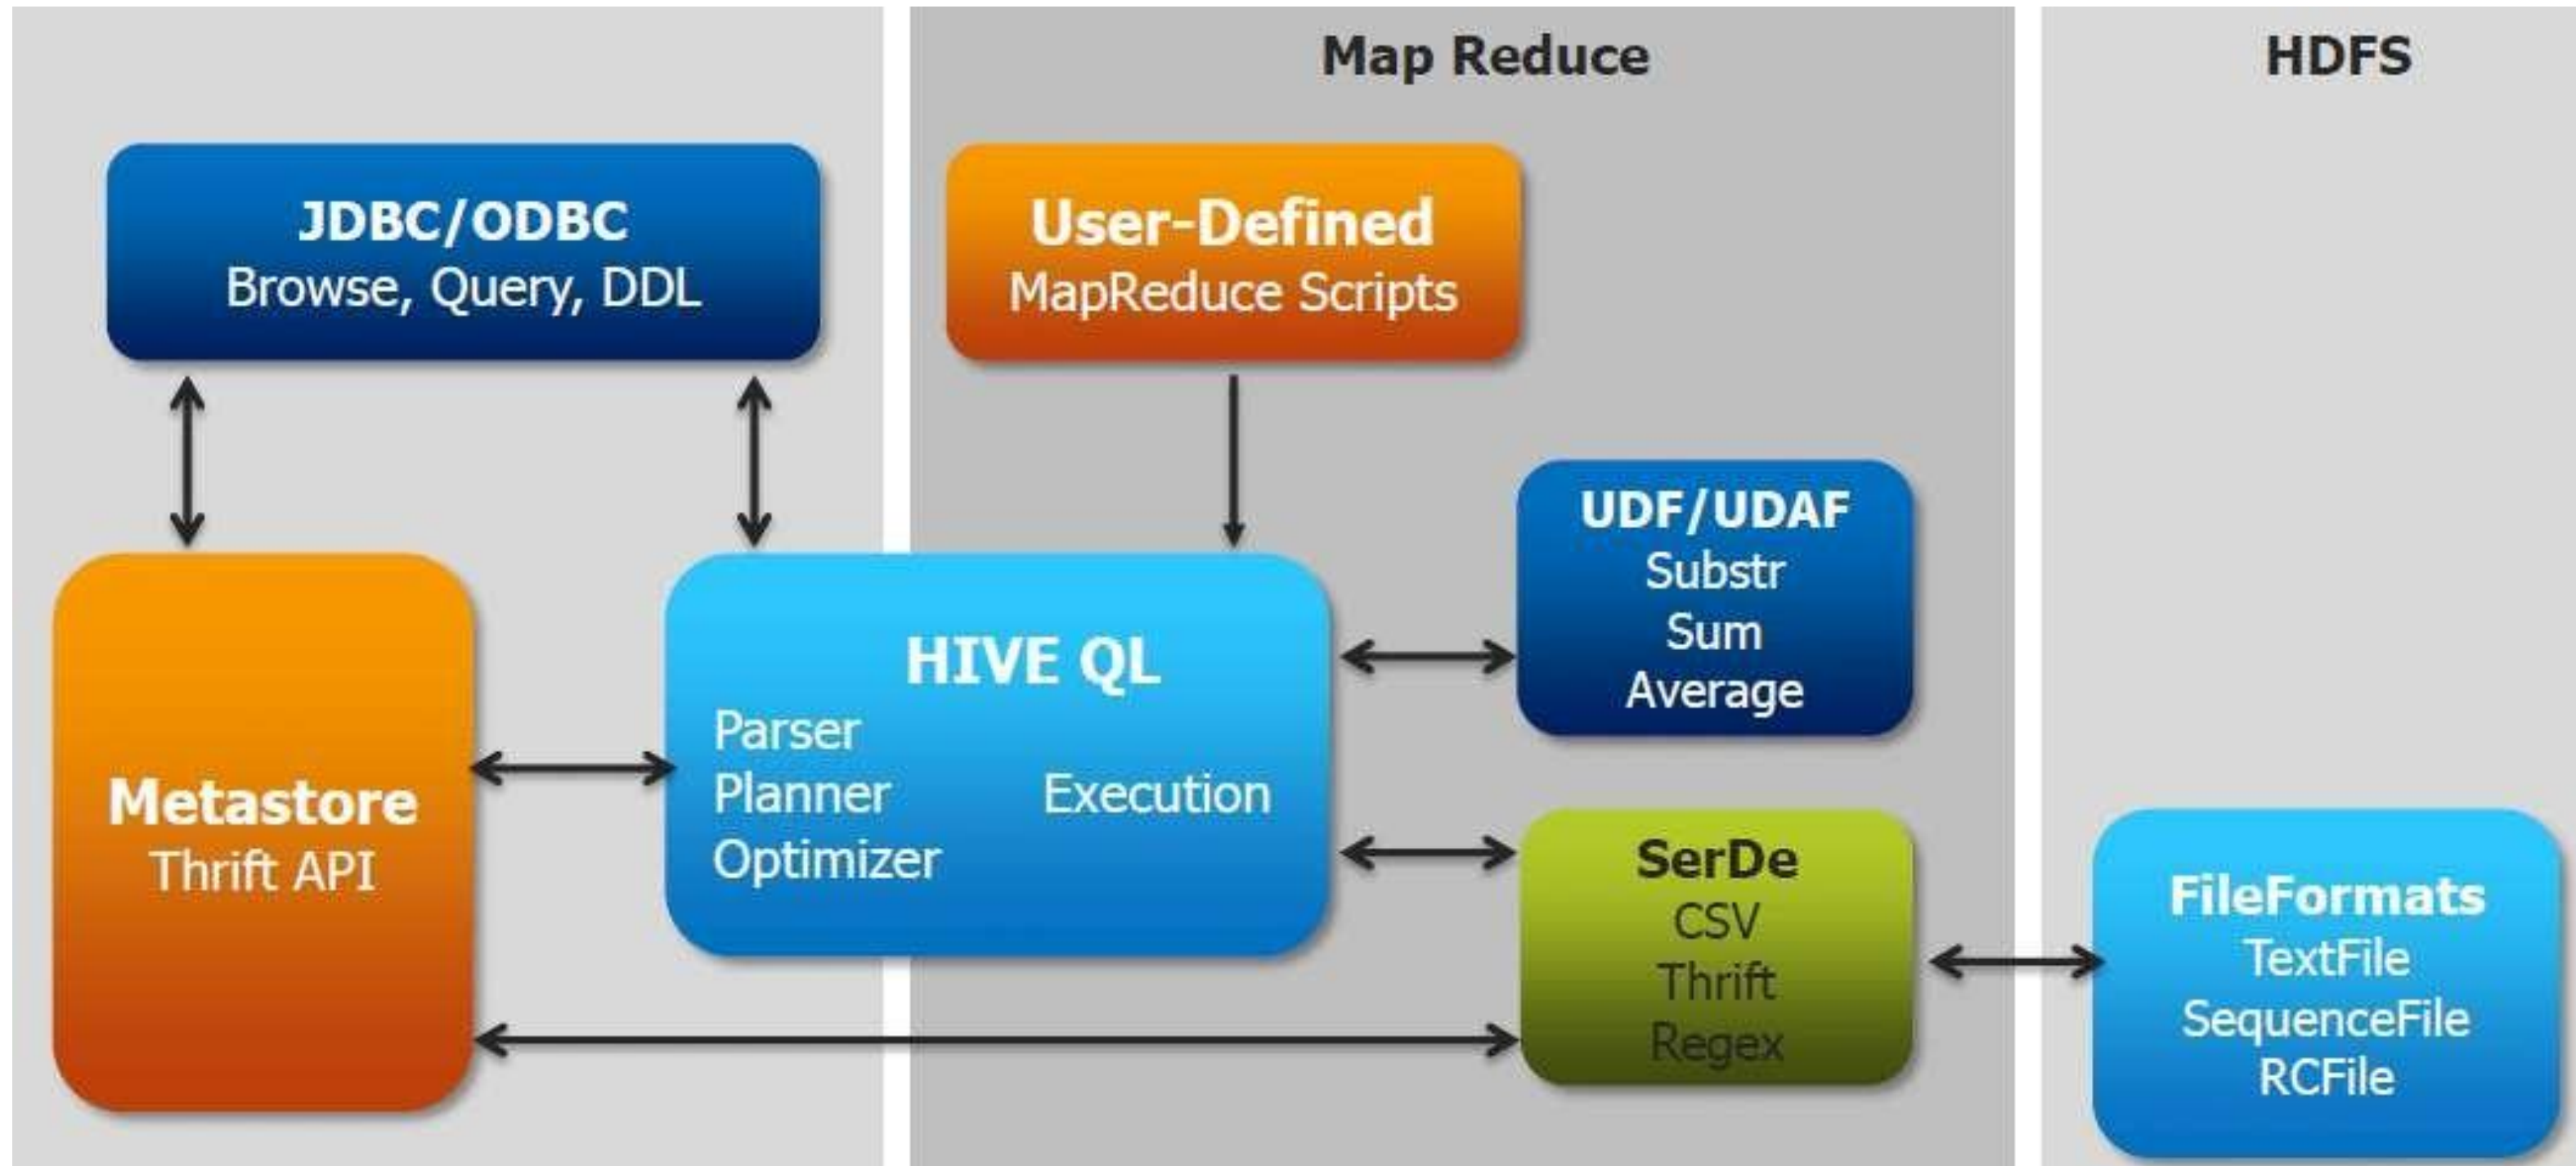 Map Reduce
HDFS
JDBC/ODBC
Browse, Query, DDL
User-Defined
MapReduce Scripts
UDF/UDAF
Substr
Sum
Average
HIVE QL
Parser
Planner
Optimizer
Execution
Metastore
Thrift API
SerDe
CSV
Thrift
Regex
FileFormats
TextFile
SequenceFile
RCFile